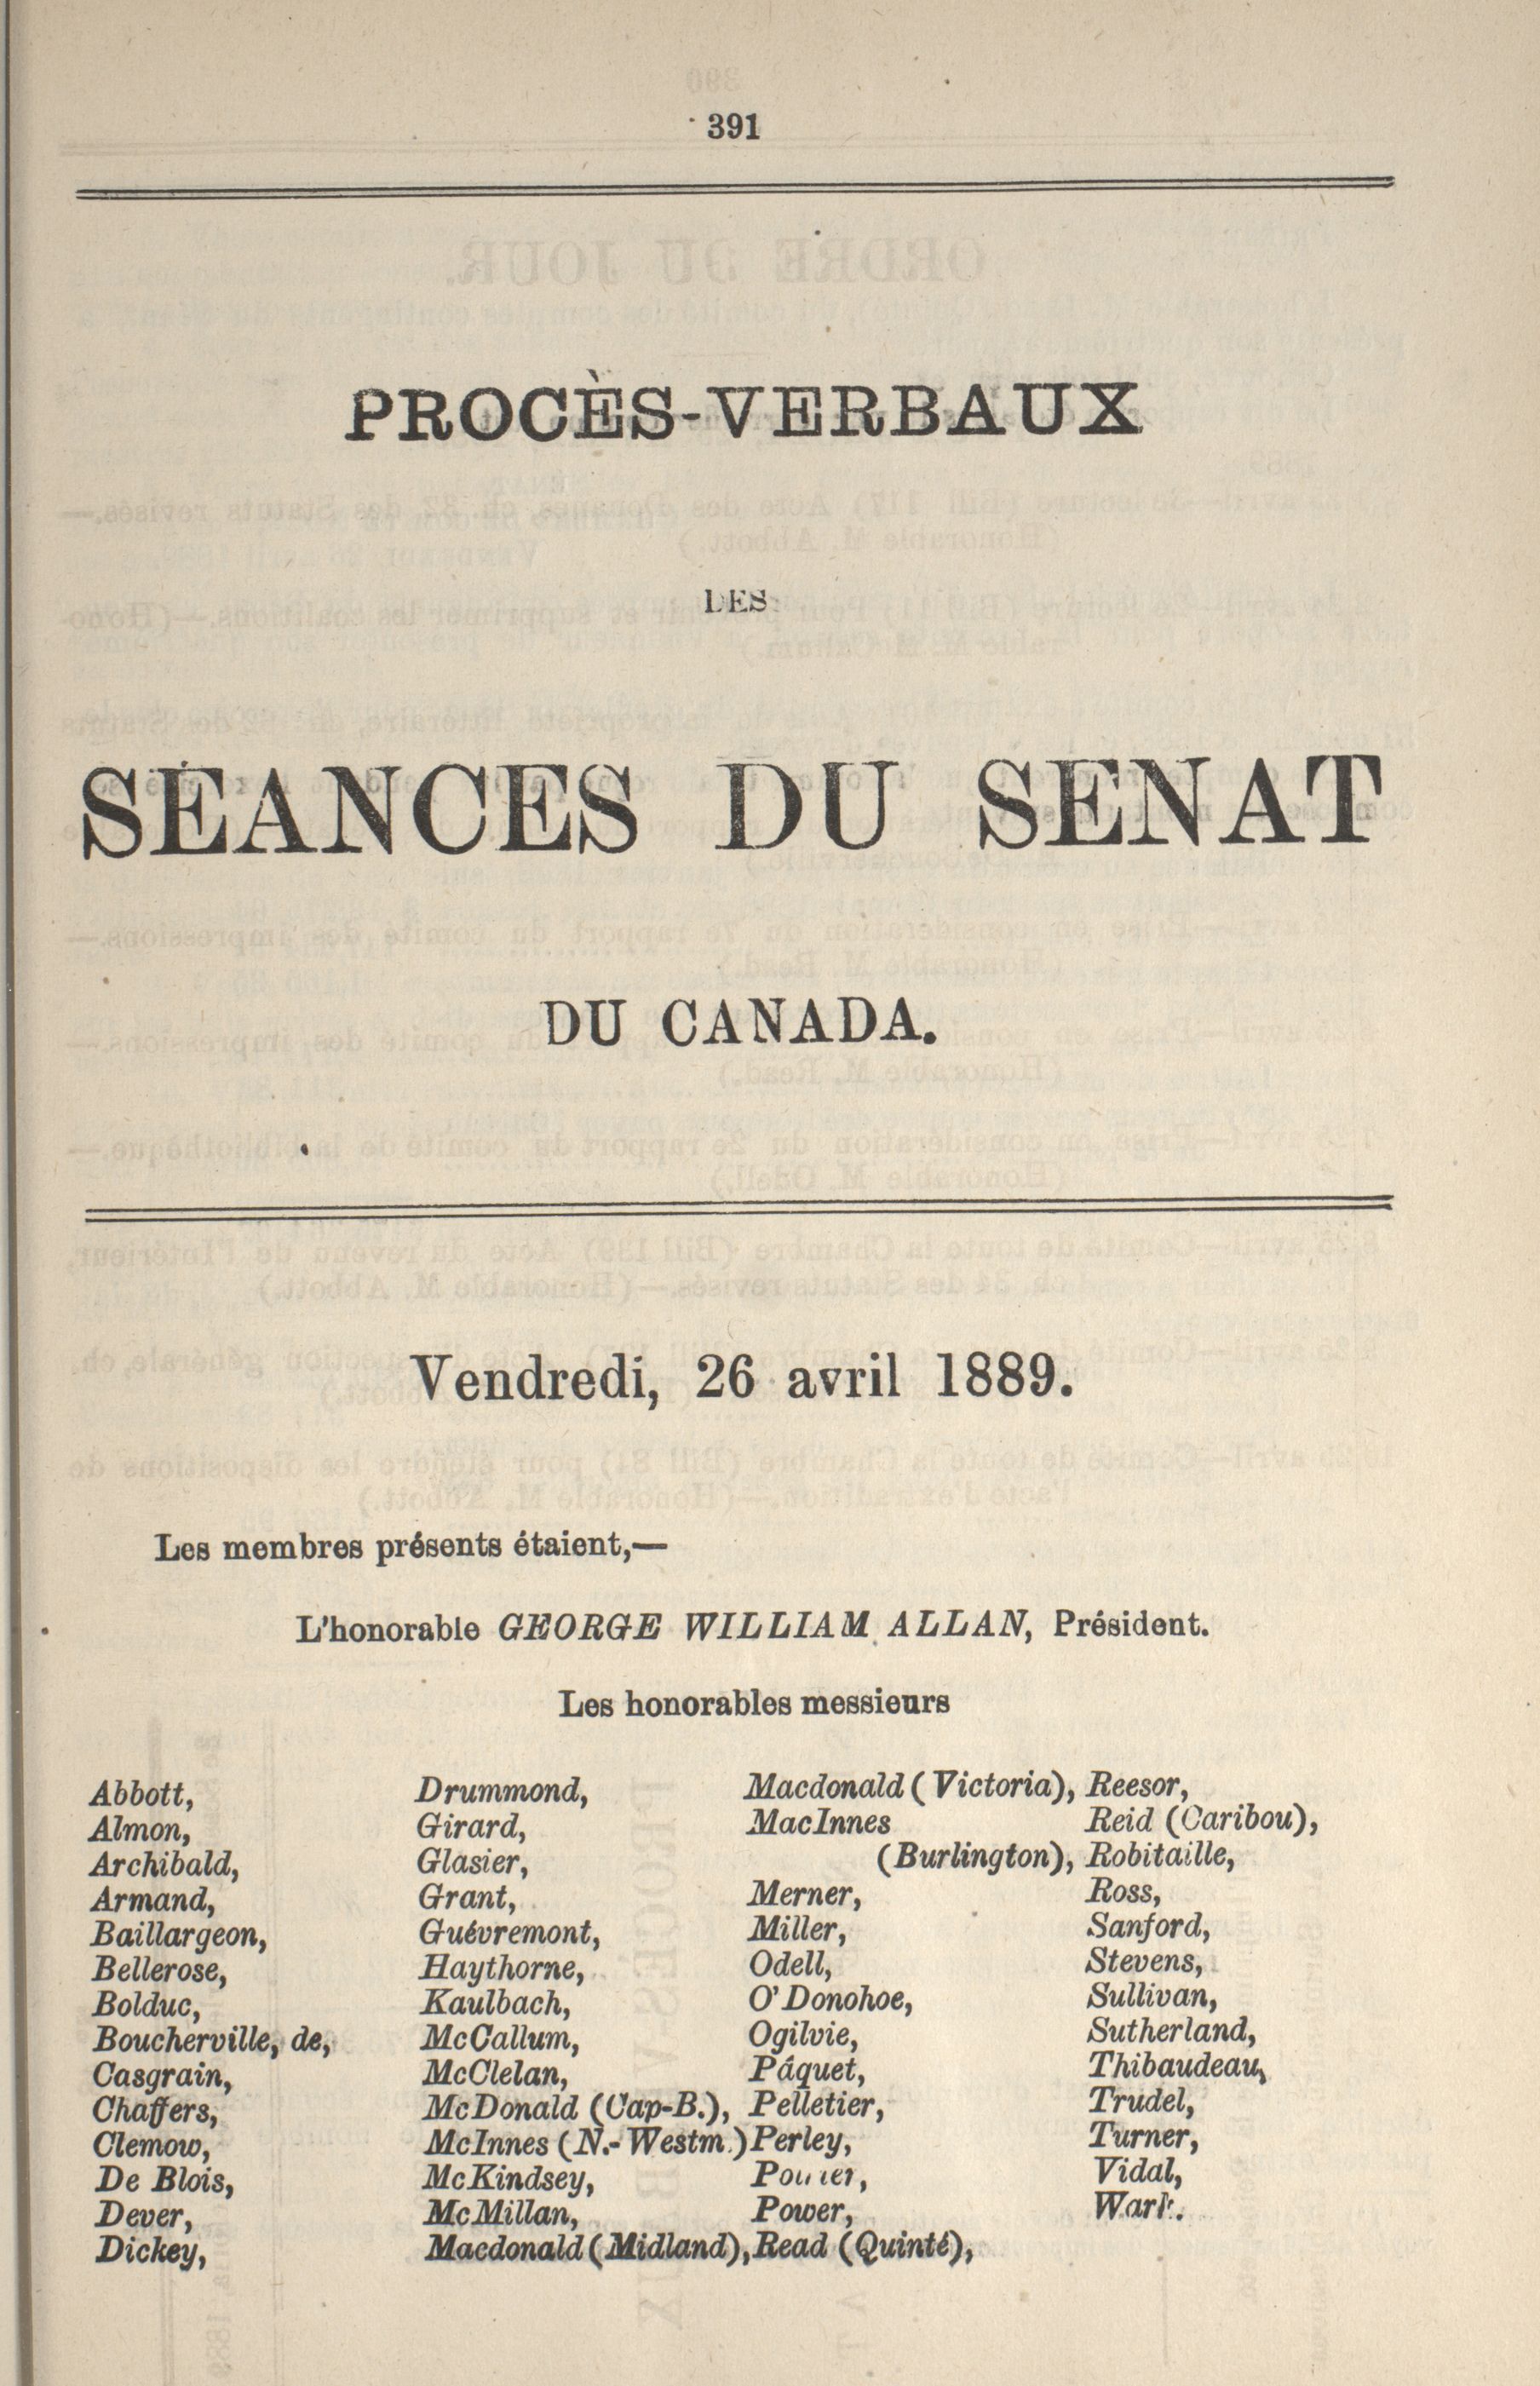 391
PROCÈS-VERBAUX
DES
SÉANCES DU SENAT
DU CANADA.
Vendredi, 26 avril 1889.
Les membres présents étaient,—
L'honorable GEORGE WILLIAM ALLAN, Président.
Les honorables messieurs
Abbott,
Almon,
Archibald,
Armand,
Baillargeon,
Bellerose,
Bolduc,
Boucherville, de,
Casgrain,
Chaffers,
Clemow,
De Blois,
Dever,
Dickey,
Drummond,
Girard,
Glasier,
Grant,
Guévremont,
Haythorne,
Kaulbach,
McCallum,
McClelan,
McDonald (Cap-B.),
McInnes (N.-Westm.)
McKindsey,
McMillan,
Macdonald (Midland),
Macdonald (Victoria),
MacInnes
(Burlington),
Merner,
Miller,
Odell,
O'Donohoe,
Ogilvie,
Pâquet,
Pelletier,
Perley,
Power,
Read (Quinté),
Reesor,
Reid (Caribou),
Robitaille,
Ross,
Sanford,
Stevens,
Sullivan,
Sutherland,
Thibaudeau,
Trudel,
Turner,
Vidal,
Wark.